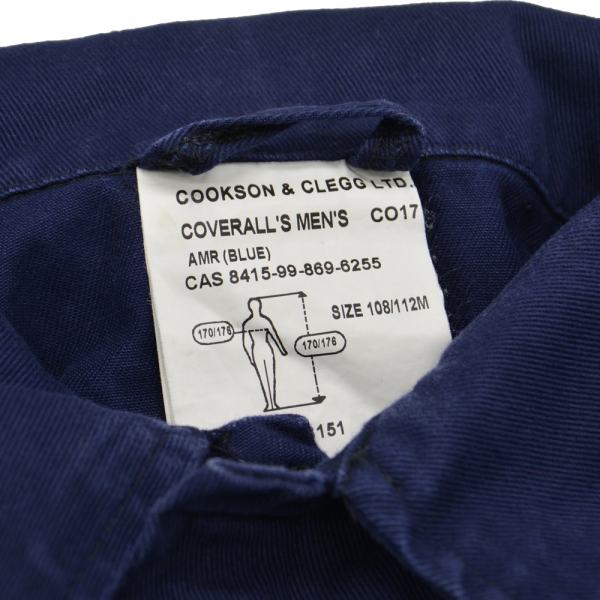 COOKSON & CLEGG LTD.
COVERALL'S MEN'S CO17
AMR (BLUE)
CAS 8415-99-869-6255
SIZE 108/112M
170/176
170/176
151